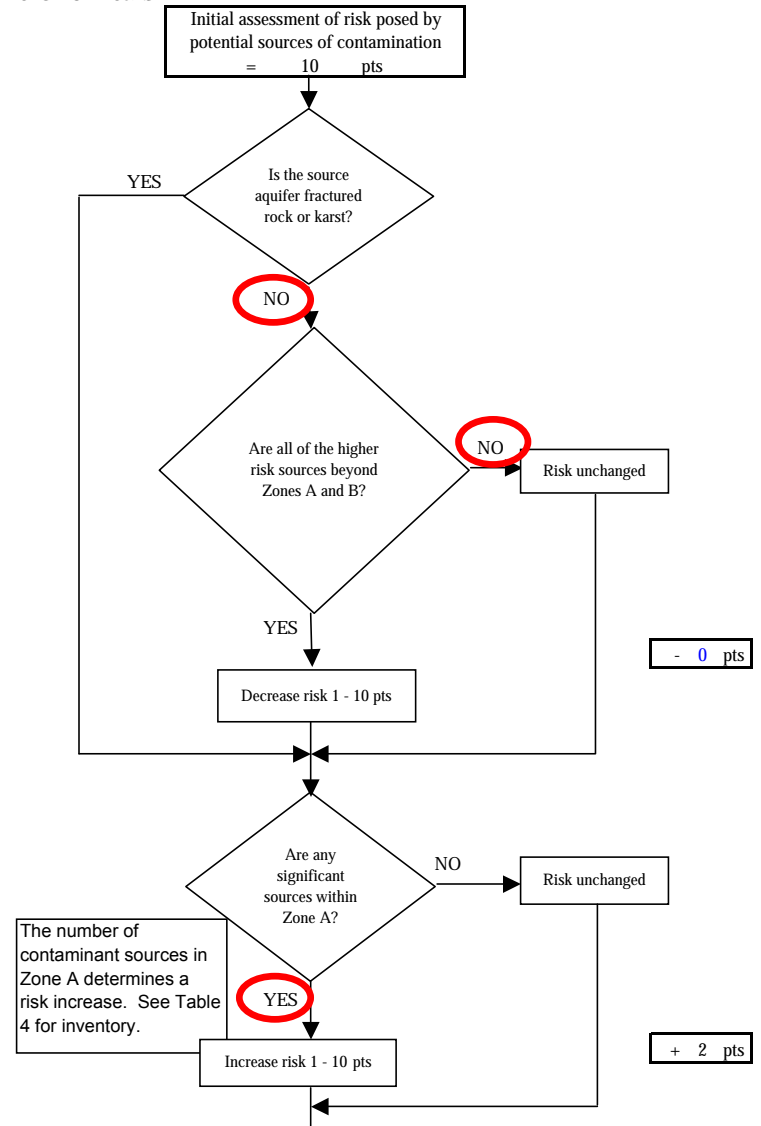 Initial assessment of risk posed by
potential sources of contamination
= 10 pts
YES
Is the source
aquifer fractured
rock or karst?
NO
Are all of the higher
risk sources beyond
Zones A and B?
NO
Risk unchanged
YES
- 0 pts
Decrease risk 1 - 10 pts
Are any
significant
sources within
Zone A?
NO
Risk unchanged
The number of
contaminant sources in
Zone A determines a
risk increase. See Table
4 for inventory.
YES
Increase risk 1 - 10 pts
+ 2 pts